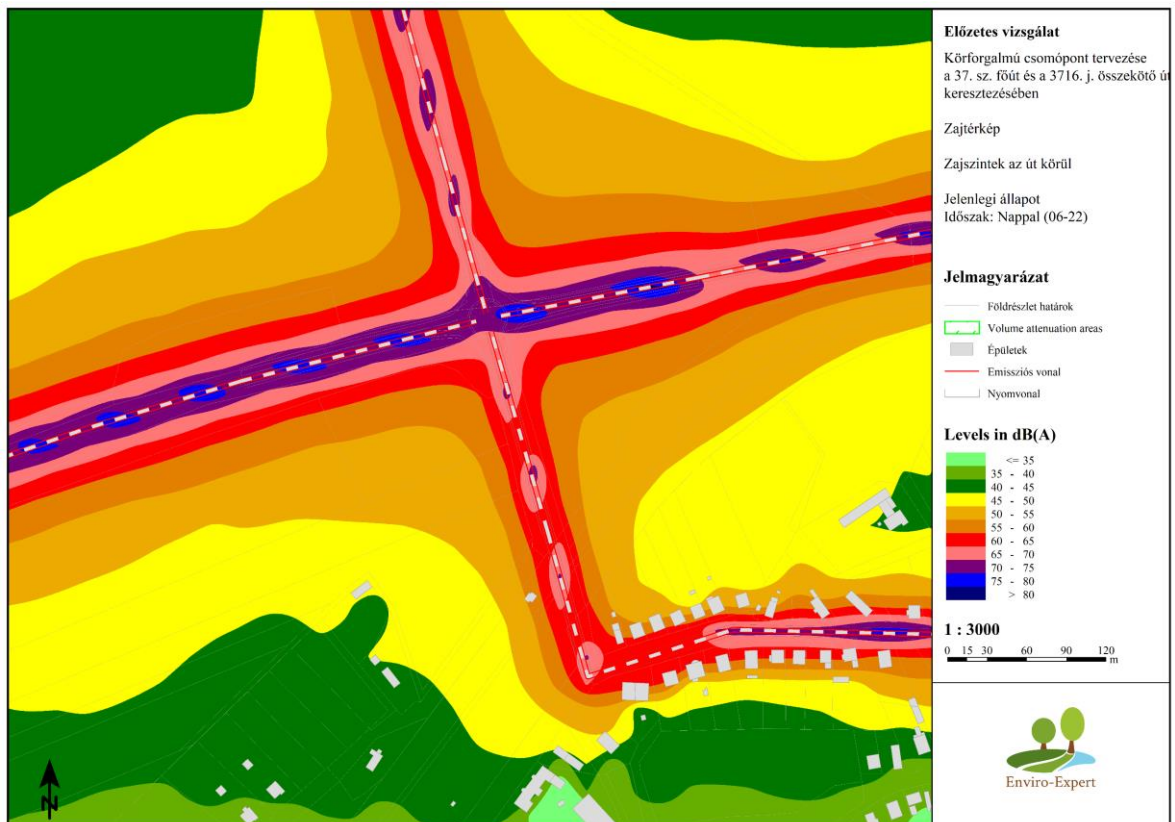 Előzetes vizsgálat
Körforgalmú csomópont tervezése
a 37. sz. főút és a 3716. j. összekötő út
keresztezésében
Zajtérkép
Zajszintek az út körül
Jelenlegi állapot
Időszak: Nappal (06-22)
Jelmagyarázat
Földrészlet határok
Volume attenuation areas
Épületek
Emissziós vonal
Nyomvonal
Levels in dB(A)
<= 35
35 - 40
40 - 45
45 - 50
50 - 55
55 - 60
60 - 65
65 - 70
70 - 75
75 - 80
> 80
1 : 3000
0 15 30 60 90 120
m
Enviro-Expert
N